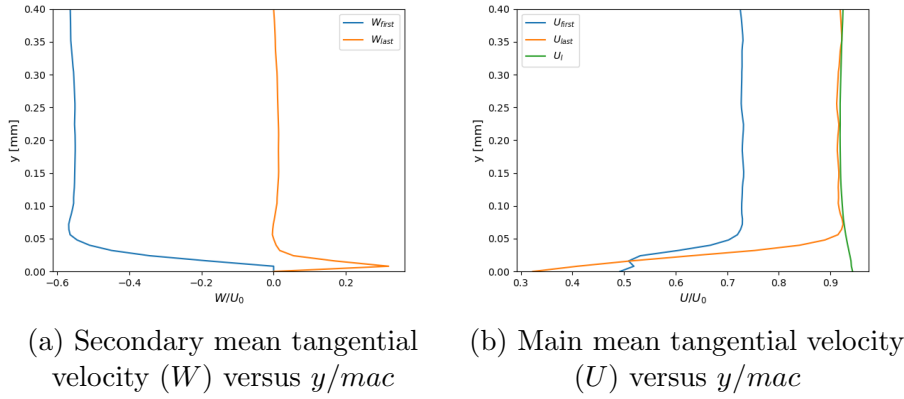 0.40
0.35
0.30
0.25
0.20
0.15
0.10
0.05
0.00
y [mm]
−0.6
−0.4
−0.2
0.0
0.2
W/U₀
W_first
W_last
(a) Secondary mean tangential
velocity (W) versus y/mac
0.40
0.35
0.30
0.25
0.20
0.15
0.10
0.05
0.00
y [mm]
0.3
0.4
0.5
0.6
0.7
0.8
0.9
U/U₀
U_first
U_last
U_l
(b) Main mean tangential velocity
(U) versus y/mac